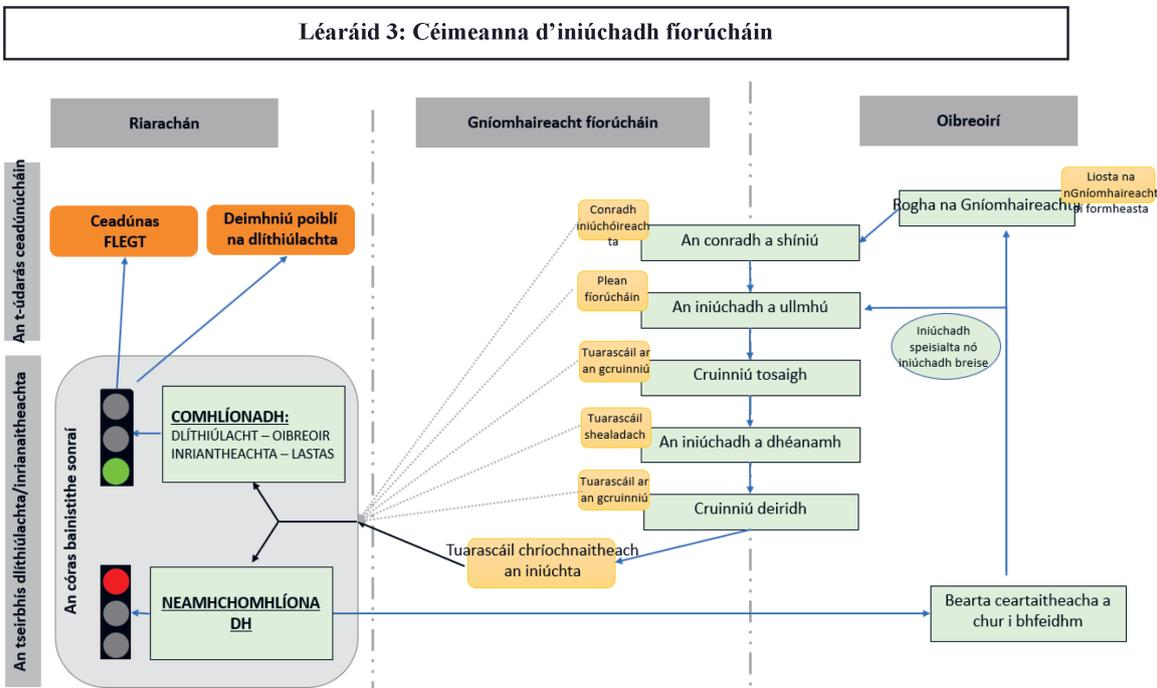 Léaráid 3: Céimeanna d'iniúchadh fíorúcháin
Riarachán
Gníomhaireacht fíorúcháin
Oibreoirí
An t-údarás ceadúnúcháin
Ceadúnas
FLEGT
Deimhniú poiblí
na dlíthiúlachta
Conradh
iniúchóireach
ta
An conradh a shíniú
Rogha na Gníomhaireachta
Liosta na
nGníomhaireacht
aí formheasta
Plean
fíorúcháin
An iniúchadh a ullmhú
Iniúchadh
speisialta nó
iniúchadh breise
Tuarascáil ar
an gcruinniú
Cruinniú tosaigh
Tuarascáil
shealadach
An iniúchadh a dhéanamh
Tuarascáil ar
an gcruinniú
Cruinniú deiridh
Tuarascáil chríochnaitheach
an iniúchta
An tseirbhís dlíthiúlachta/inrianaitheachta
An córas bainistithe sonraí
COMHLÍONADH:
DLÍTHIÚLACHT – OIBREOIR
INRIANTHEACHTA – LASTAS
NEAMHCHOMHLÍONA
DH
Bearta ceartaitheacha a
chur i bhfeidhm